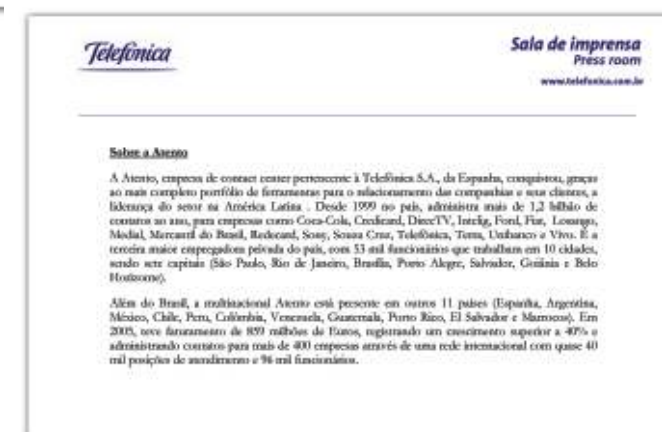 Telefónica
Sala de imprensa
Press room
www.telefonica.com.br
Sobre a Atento
A Atento, empresa de contact center pertencente à Telefónica S.A., da Espanha, conquistou, graças
ao mais completo portfólio de ferramentas para o relacionamento das companhias e seus clientes, a
liderança do setor na América Latina . Desde 1999 no país, administra mais de 1,2 bilhão de
contatos ao ano, para empresas como Coca-Cola, Credicard, DirecTV, Intelig, Ford, Fiat, Losango,
Medial, Mercantil do Brasil, Redecard, Sony, Souza Cruz, Telefônica, Terra, Unibanco e Vivo. É a
terceira maior empregadora privada do país, com 53 mil funcionários que trabalham em 10 cidades,
sendo sete capitais (São Paulo, Rio de Janeiro, Brasília, Porto Alegre, Salvador, Goiânia e Belo
Horizonte).
Além do Brasil, a multinacional Atento está presente em outros 11 países (Espanha, Argentina,
México, Chile, Peru, Colômbia, Venezuela, Guatemala, Porto Rico, El Salvador e Marrocos). Em
2005, teve faturamento de 859 milhões de Euros, registrando um crescimento superior a 40% e
administrando contatos para mais de 400 empresas através de uma rede internacional com quase 40
mil posições de atendimento e 96 mil funcionários.